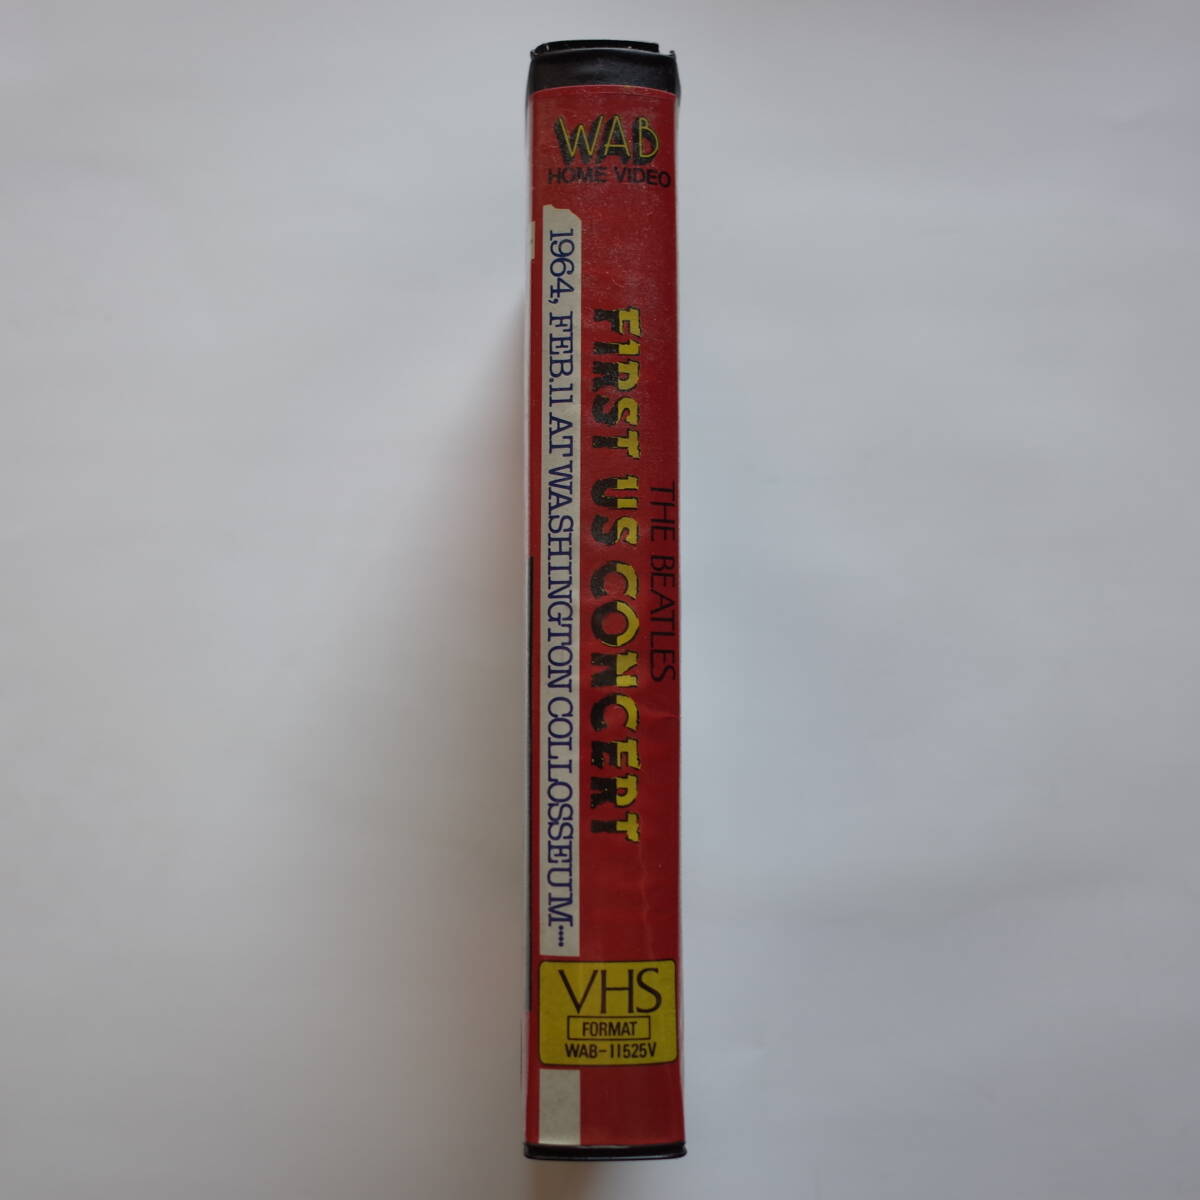 WAB
HOME VIDEO
THE BEATLES
FIRST US CONCERT
1964, FEB.11 AT WASHINGTON COLLOSSEUM····
VHS
FORMAT
WAB-11525V